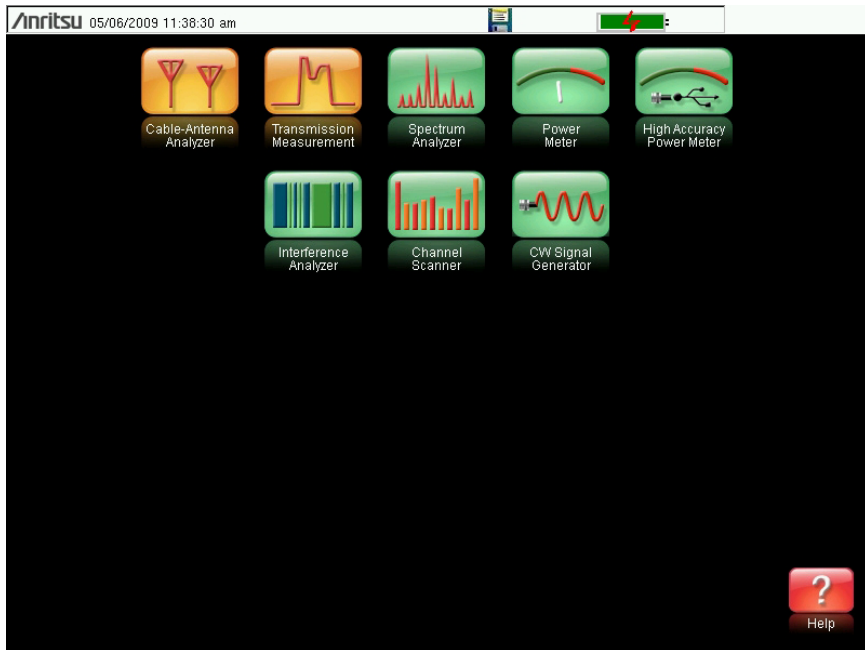 Anritsu 05/06/2009 11:38:30 am
Cable-Antenna
Analyzer
Transmission
Measurement
Spectrum
Analyzer
Power
Meter
High Accuracy
Power Meter
Interference
Analyzer
Channel
Scanner
CW Signal
Generator
?
Help